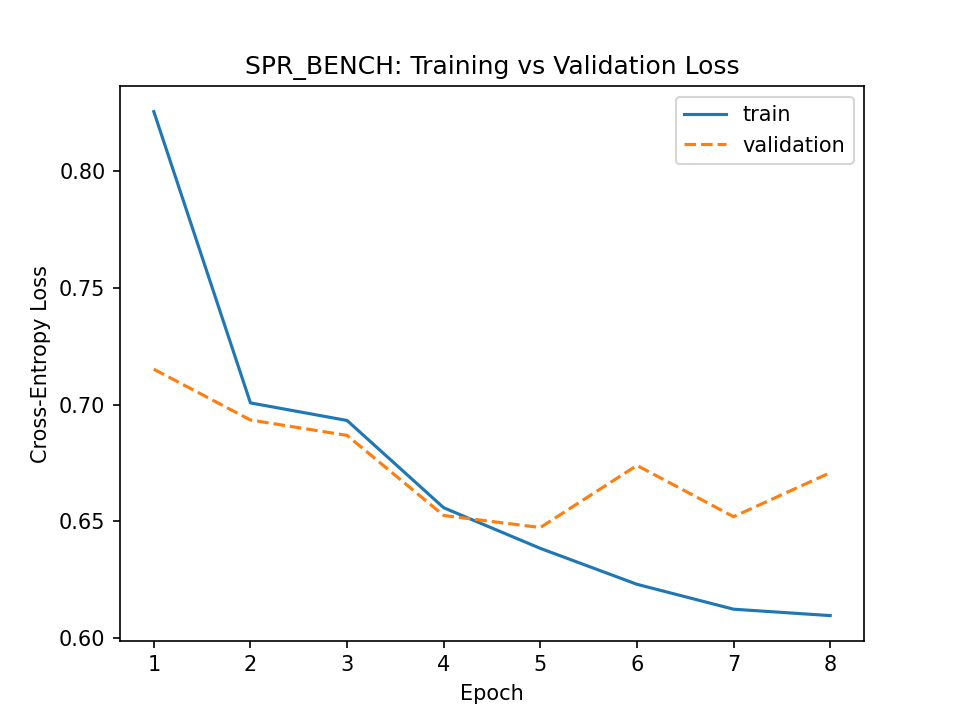 SPR_BENCH: Training vs Validation Loss
train
validation
Cross-Entropy Loss
0.80
0.75
0.70
0.65
0.60
1 2 3 4 5 6 7 8
Epoch